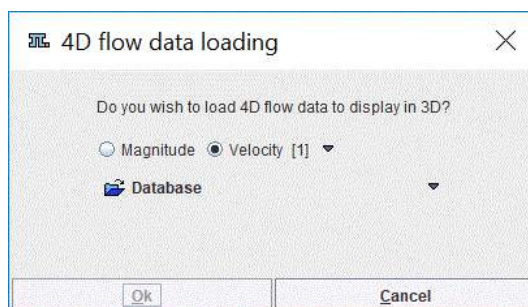 4D flow data loading
Do you wish to load 4D flow data to display in 3D?
Magnitude Velocity [1]
Database
Ok Cancel